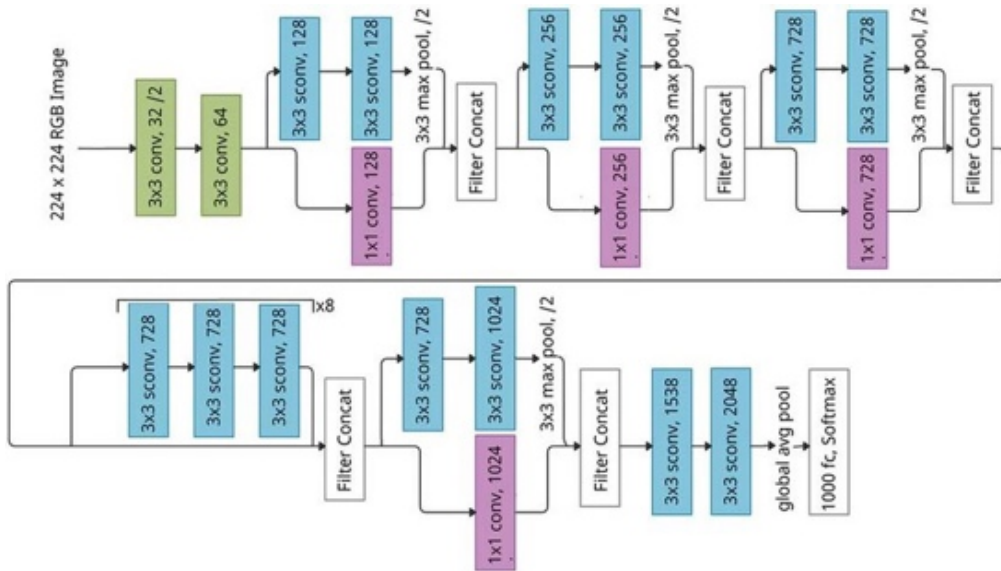 224 x 224 RGB Image
3x3 conv, 32 /2
3x3 conv, 64
3x3 sconv, 128
3x3 sconv, 128
3x3 max pool, /2
1x1 conv, 128
Filter Concat
3x3 sconv, 256
3x3 sconv, 256
3x3 max pool, /2
1x1 conv, 256
Filter Concat
3x3 sconv, 728
3x3 sconv, 728
3x3 max pool, /2
1x1 conv, 728
Filter Concat
3x3 sconv, 728
3x3 sconv, 728
3x3 sconv, 728
x8
Filter Concat
3x3 sconv, 728
3x3 sconv, 1024
3x3 max pool, /2
1x1 conv, 1024
Filter Concat
3x3 sconv, 1538
3x3 sconv, 2048
global avg pool
1000 fc, Softmax